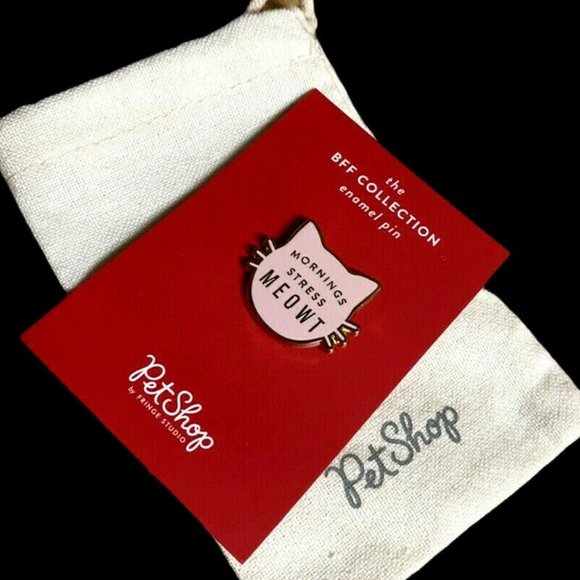 the
BFF COLLECTION
enamel pin
MORNINGS
STRESS
MEOWT
PetShop
by FRINGE STUDIO
PetShop